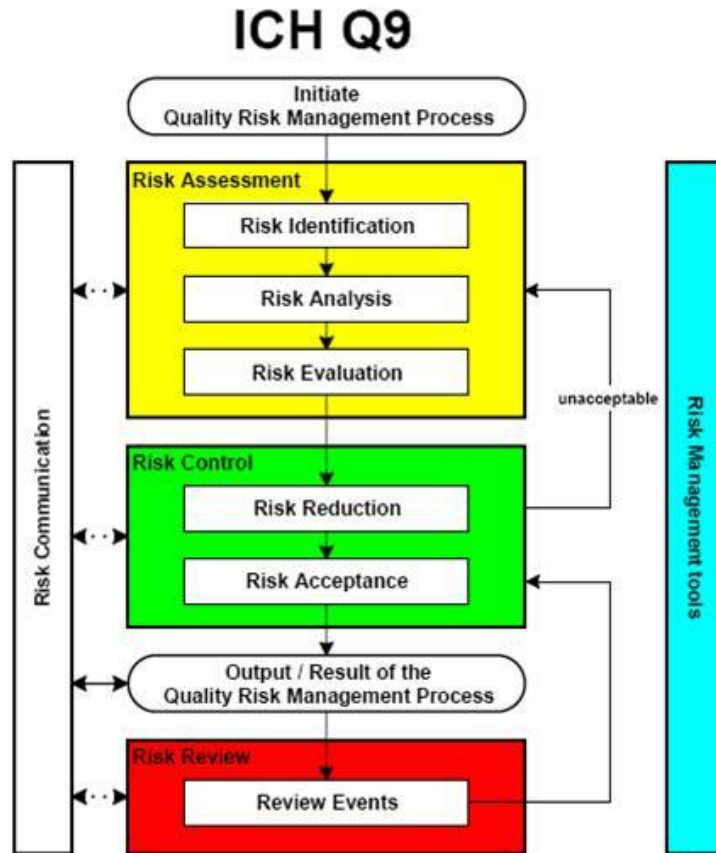 ICH Q9
Initiate
Quality Risk Management Process
Risk Assessment
Risk Identification
Risk Analysis
Risk Evaluation
unacceptable
Risk Control
Risk Reduction
Risk Acceptance
Output / Result of the
Quality Risk Management Process
Risk Review
Review Events
Risk Communication
Risk Management tools